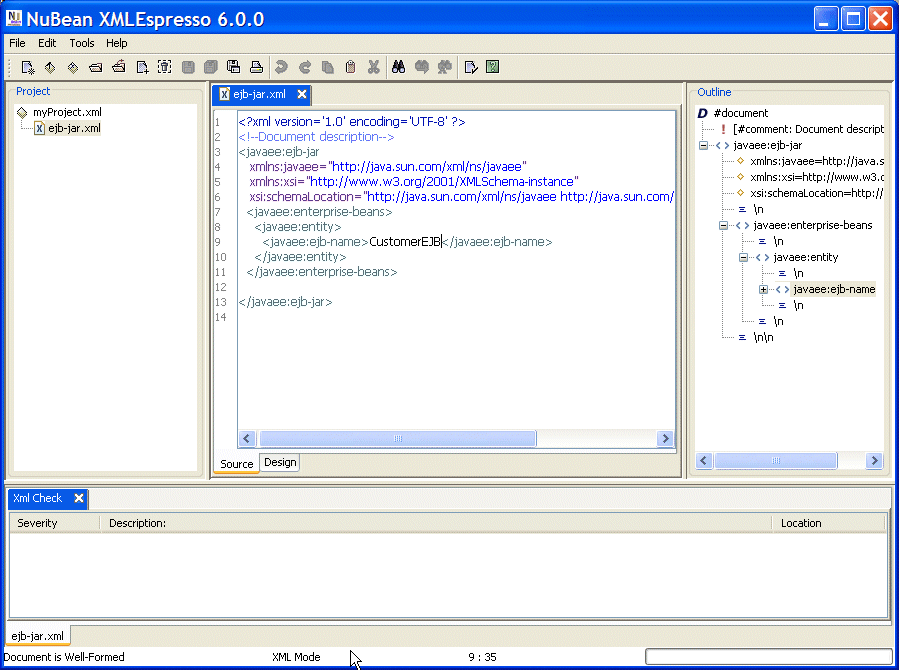 NuBean XMLEspresso 6.0.0
File Edit Tools Help
Project
myProject.xml
ejb-jar.xml
ejb-jar.xml
1 <?xml version='1.0' encoding='UTF-8' ?>
2 <!--Document description-->
3 <javaee:ejb-jar
4 xmlns:javaee="http://java.sun.com/xml/ns/javaee"
5 xmlns:xsi="http://www.w3.org/2001/XMLSchema-instance"
6 xsi:schemaLocation="http://java.sun.com/xml/ns/javaee http://java.sun.com/
7 <javaee:enterprise-beans>
8 <javaee:entity>
9 <javaee:ejb-name>CustomerEJB</javaee:ejb-name>
10 </javaee:entity>
11 </javaee:enterprise-beans>
12
13 </javaee:ejb-jar>
14
Source Design
Outline
D #document
! [#comment: Document descript
<> javaee:ejb-jar
xmlns:javaee=http://java.s
xmlns:xsi=http://www.w3.o
xsi:schemaLocation=http://
\n
<> javaee:enterprise-beans
\n
<> javaee:entity
\n
<> javaee:ejb-name
\n
\n
\n\n
Xml Check
Severity Description: Location
ejb-jar.xml
Document is Well-Formed XML Mode 9 : 35